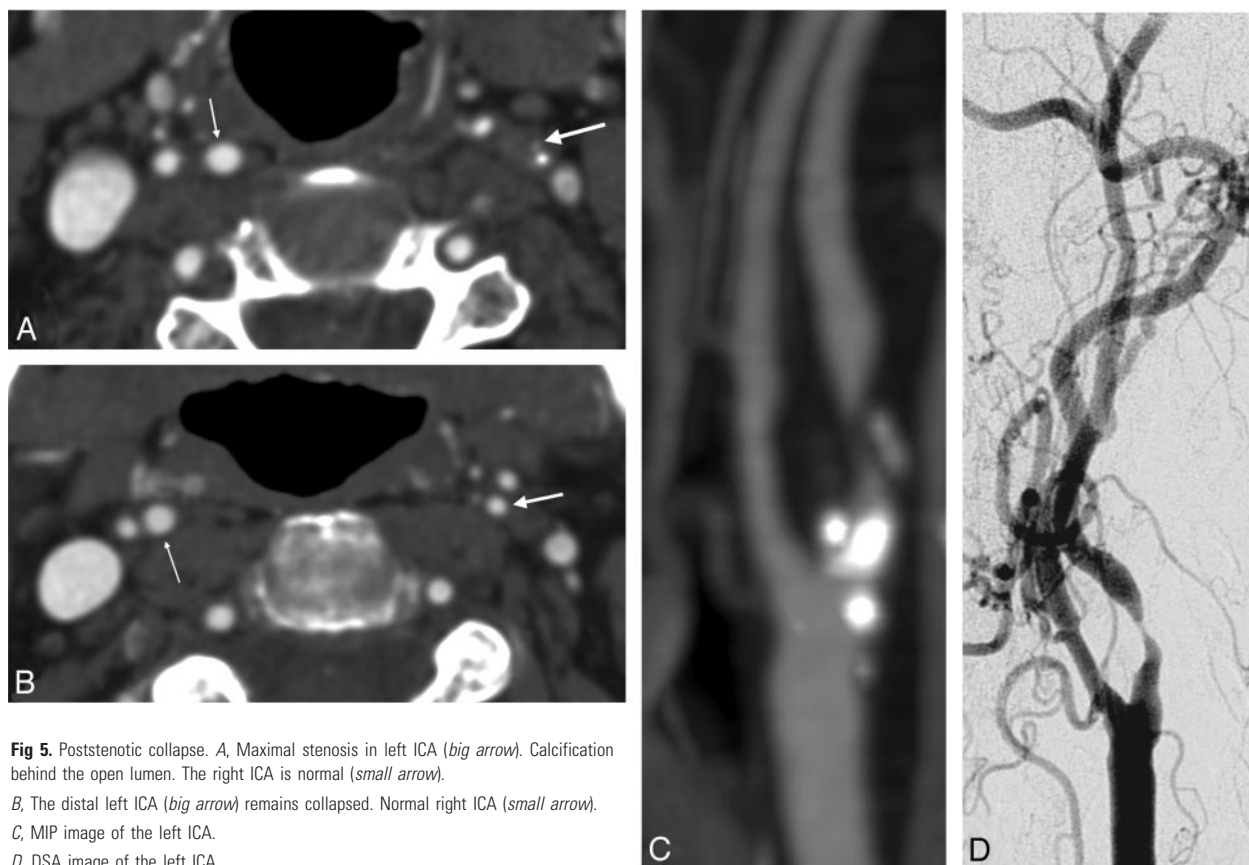 A
B
C
D
Fig 5. Poststenotic collapse. A, Maximal stenosis in left ICA (big arrow). Calcification
behind the open lumen. The right ICA is normal (small arrow).
B, The distal left ICA (big arrow) remains collapsed. Normal right ICA (small arrow).
C, MIP image of the left ICA.
D, DSA image of the left ICA.